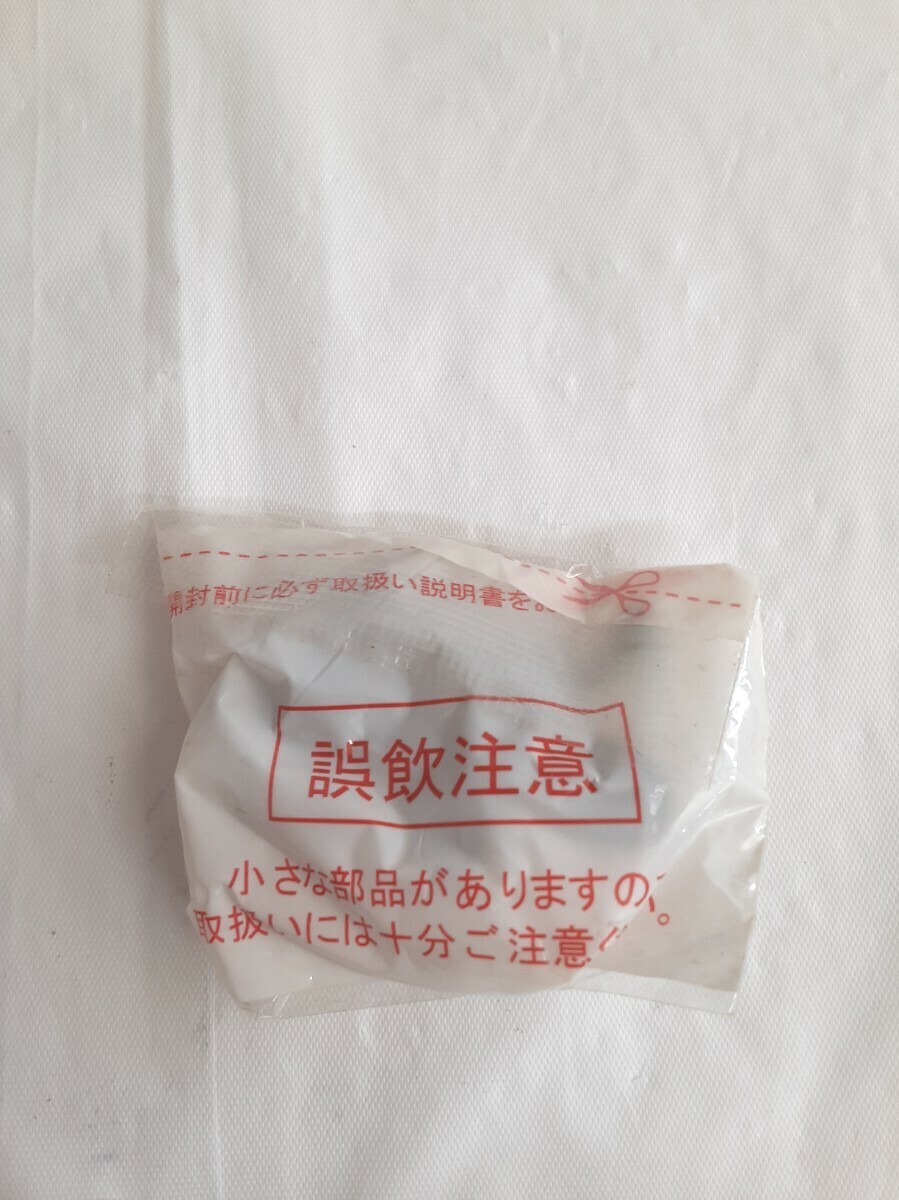 開封前に必ず取扱い説明書を
誤飲注意
小さな部品がありますの
取扱いには十分ご注意